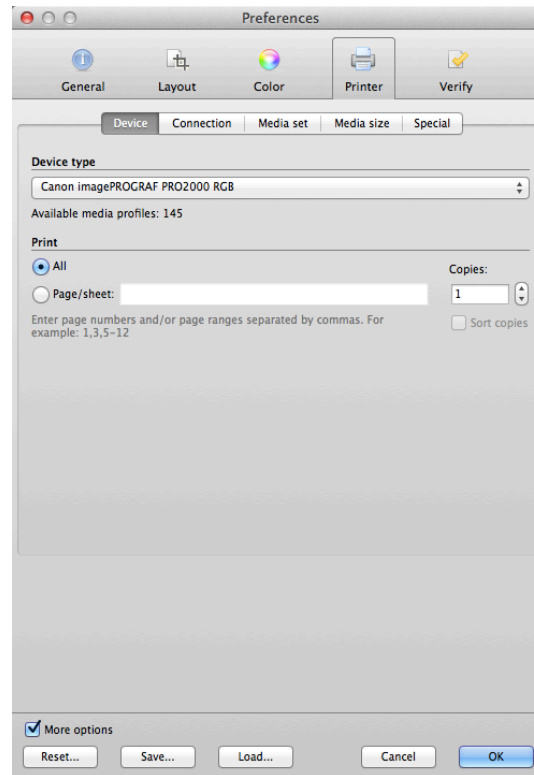 Preferences
General Layout Color Printer Verify
Device Connection Media set Media size Special
Device type
Canon imagePROGRAF PRO2000 RGB
Available media profiles: 145
Print
All
Copies:
Page/sheet: 1
Enter page numbers and/or page ranges separated by commas. For
example: 1,3,5-12
Sort copies
More options
Reset... Save... Load... Cancel OK